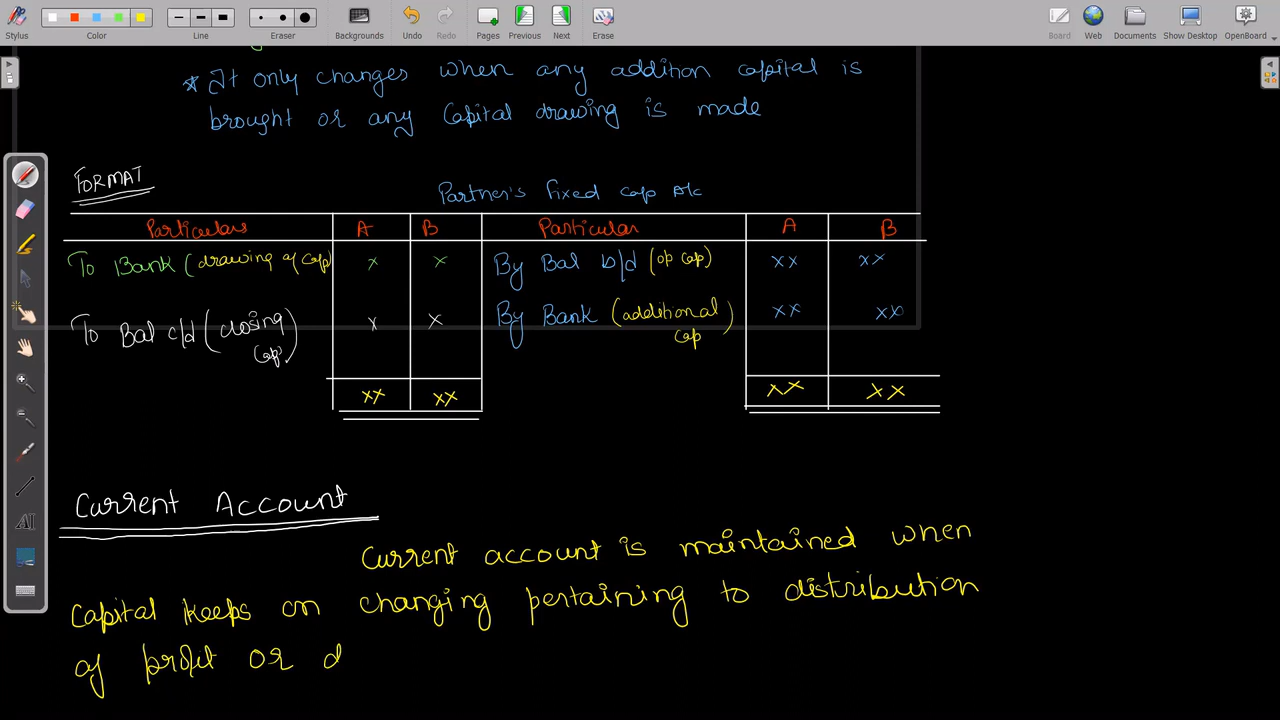 Stylus Color Line Eraser Backgrounds Undo Redo Pages Previous Next Erase Board Web Documents Show Desktop OpenBoard
* It only changes when any addition capital is
brought or any Capital drawing is made
FORMAT
Partner's fixed cap A/c
Particulars A B Particular A B
To Bank (drawing of cap) x x By Bal b/d (op cap) xx xx
To Bal c/d (closing cap) x x By Bank (additional cap) xx xx
xx xx xx xx
Current Account
Current account is maintained when
capital keeps on changing pertaining to distribution
of profit or d